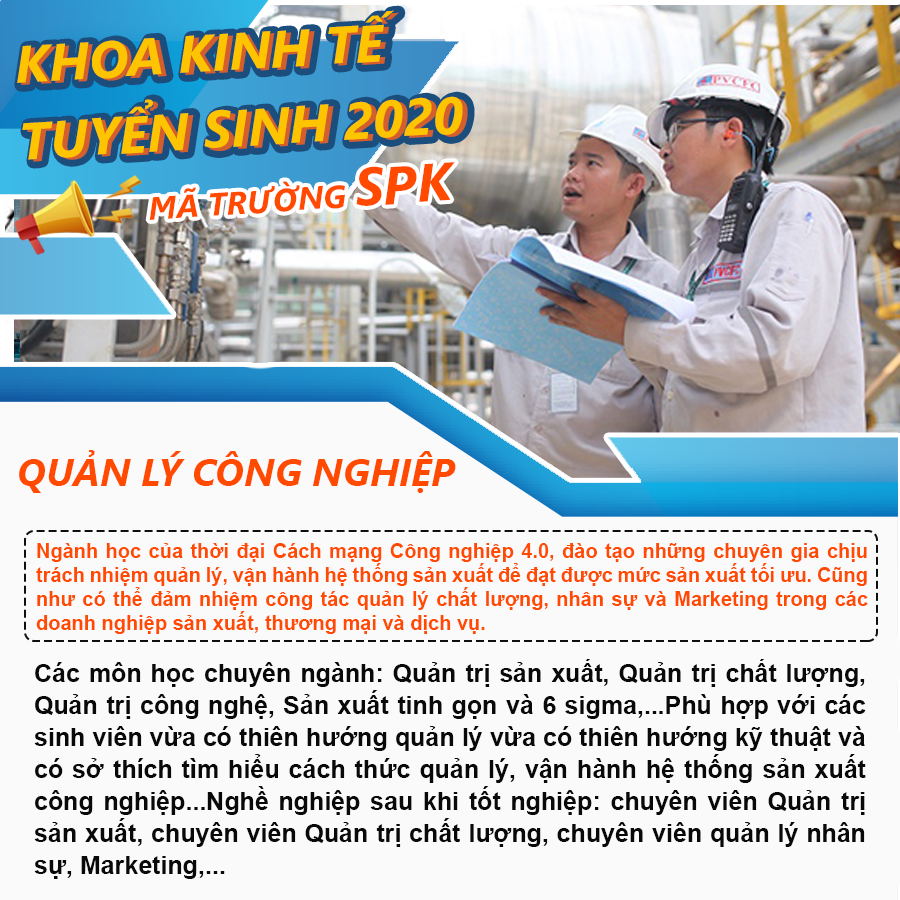 KHOA KINH TẾ
TUYỂN SINH 2020
MÃ TRƯỜNG SPK
PVCFC
PVCFC
QUẢN LÝ CÔNG NGHIỆP
Ngành học của thời đại Cách mạng Công nghiệp 4.0, đào tạo những chuyên gia chịu
trách nhiệm quản lý, vận hành hệ thống sản xuất để đạt được mức sản xuất tối ưu. Cũng
như có thể đảm nhiệm công tác quản lý chất lượng, nhân sự và Marketing trong các
doanh nghiệp sản xuất, thương mại và dịch vụ.
Các môn học chuyên ngành: Quản trị sản xuất, Quản trị chất lượng,
Quản trị công nghệ, Sản xuất tinh gọn và 6 sigma,...Phù hợp với các
sinh viên vừa có thiên hướng quản lý vừa có thiên hướng kỹ thuật và
có sở thích tìm hiểu cách thức quản lý, vận hành hệ thống sản xuất
công nghiệp...Nghề nghiệp sau khi tốt nghiệp: chuyên viên Quản trị
sản xuất, chuyên viên Quản trị chất lượng, chuyên viên quản lý nhân
sự, Marketing,...